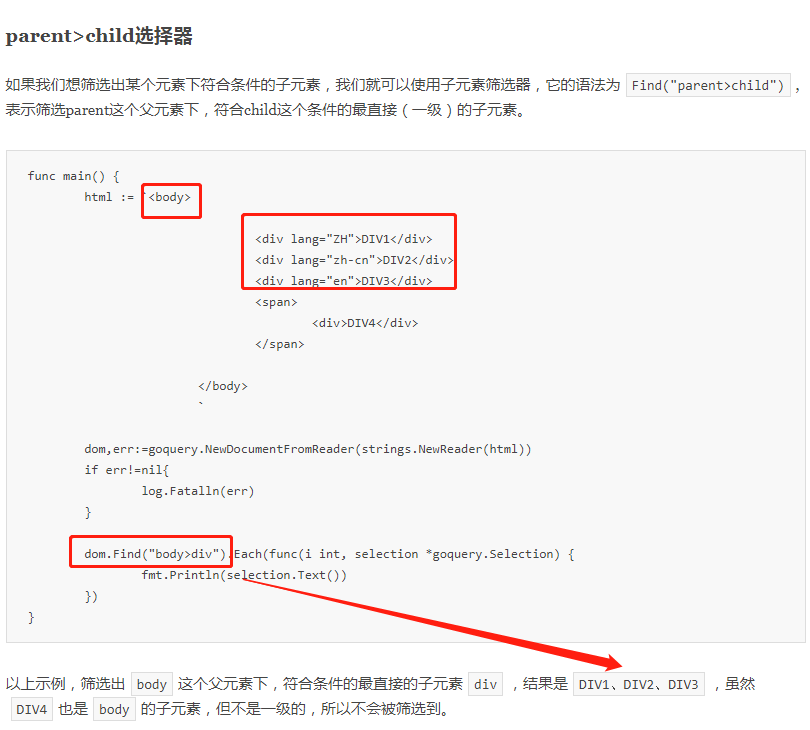 parent>child选择器
如果我们想筛选出某个元素下符合条件的子元素，我们就可以使用子元素筛选器，它的语法为 Find("parent>child") ，
表示筛选parent这个父元素下，符合child这个条件的最直接（一级）的子元素。
func main() {
html := `<body>
<div lang="ZH">DIV1</div>
<div lang="zh-cn">DIV2</div>
<div lang="en">DIV3</div>
<span>
<div>DIV4</div>
</span>
</body>
`
dom,err:=goquery.NewDocumentFromReader(strings.NewReader(html))
if err!=nil{
log.Fatalln(err)
}
dom.Find("body>div").Each(func(i int, selection *goquery.Selection) {
fmt.Println(selection.Text())
})
}
以上示例，筛选出 body 这个父元素下，符合条件的最直接的子元素 div ，结果是 DIV1、DIV2、DIV3 ，虽然
DIV4 也是 body 的子元素，但不是一级的，所以不会被筛选到。